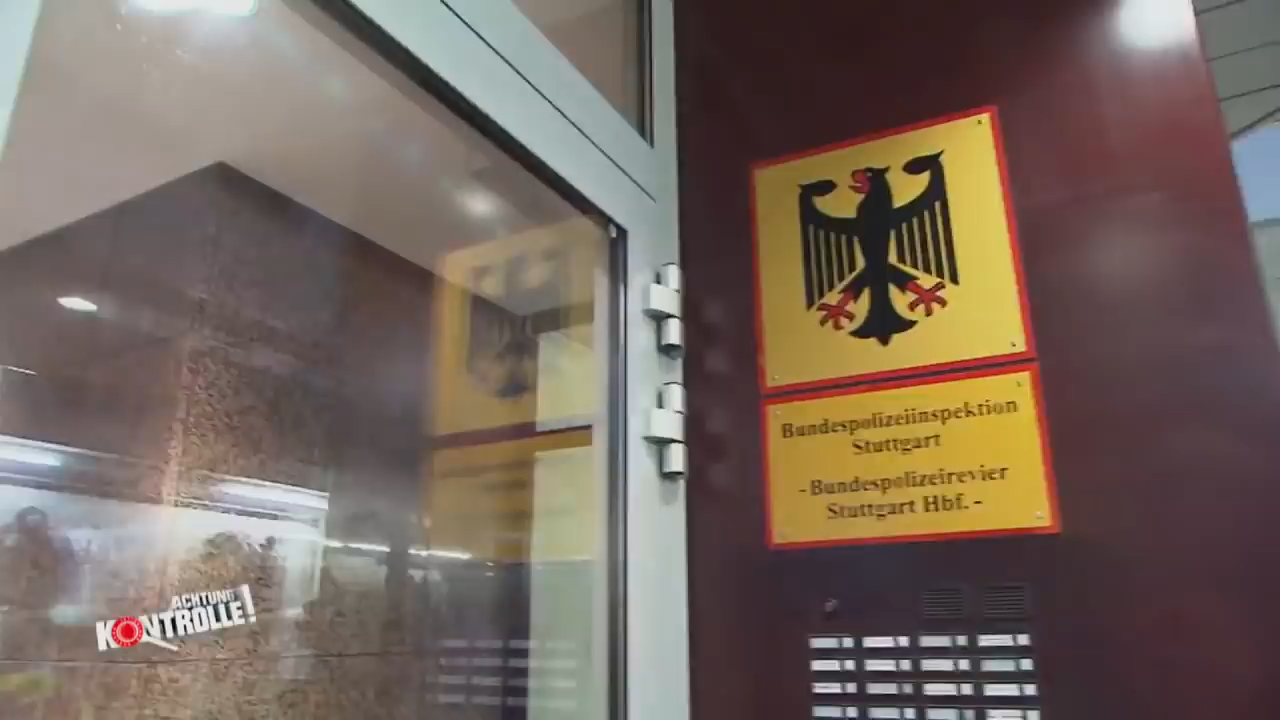 Bundespolizeiinspektion
Stuttgart
-Bundespolizeirevier
Stuttgart Hbf.-
ACHTUNG
KONTROLLE!